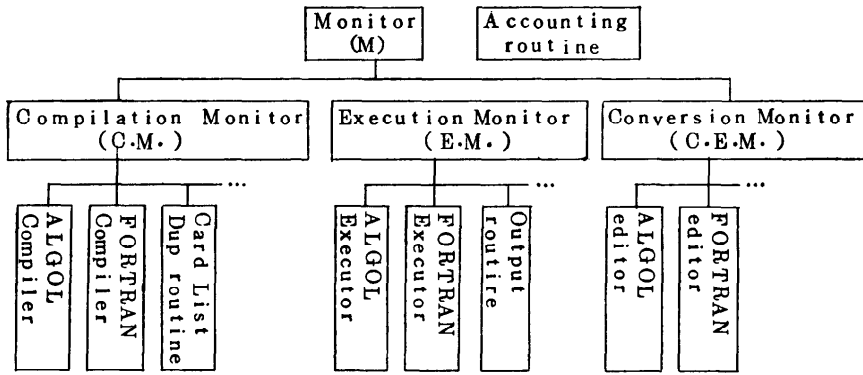 Monitor
(M)
Accounting
routine
Compilation Monitor
(C.M.)
Execution Monitor
(E.M.)
Conversion Monitor
(C.E.M.)
...
...
...
ALGOL
Compiler
FORTRAN
Compiler
Card List
Dup routine
ALGOL
Executor
FORTRAN
Executor
Output
routire
ALGOL
editor
FORTRAN
editor